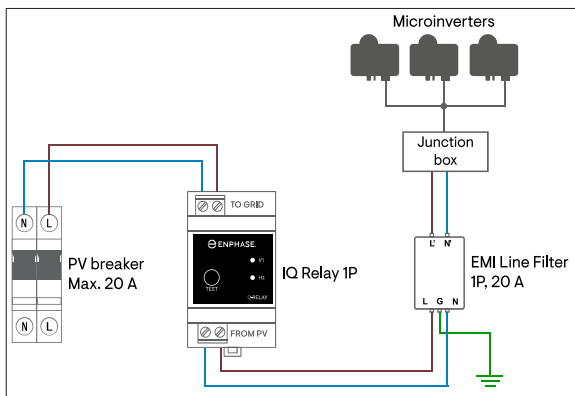 Microinverters
Junction
box
TO GRID
N L
ENPHASE
V1
Hz
TEST
Q-RELAY
IQ Relay 1P
PV breaker
Max. 20 A
L' N'
EMI Line Filter
1P, 20 A
L G N
N L
FROM PV